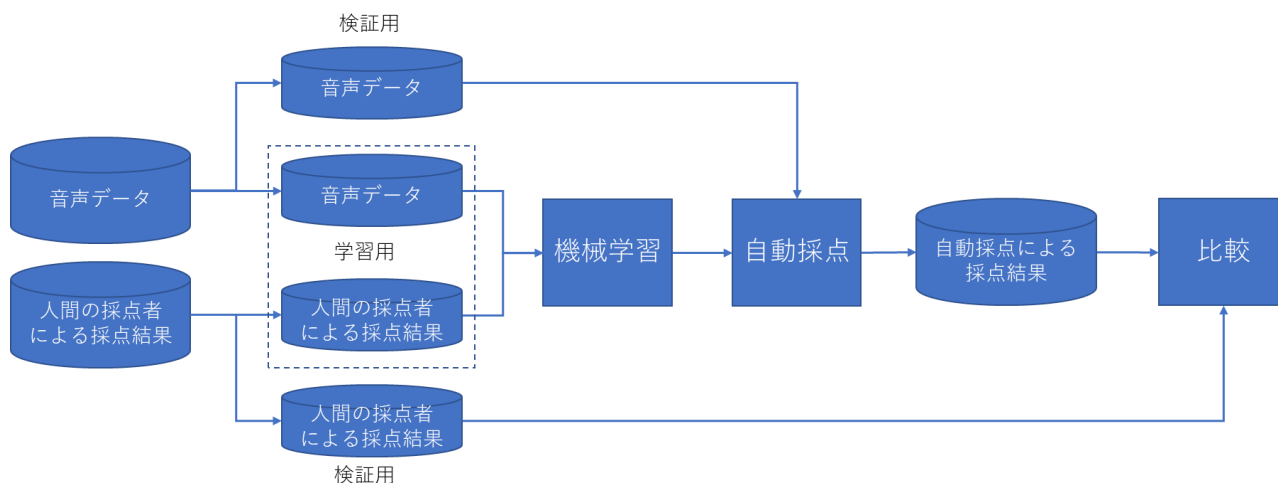 検証用
音声データ
音声データ
音声データ
学習用
機械学習
自動採点
自動採点による
採点結果
比較
人間の採点者
による採点結果
人間の採点者
による採点結果
人間の採点者
による採点結果
検証用